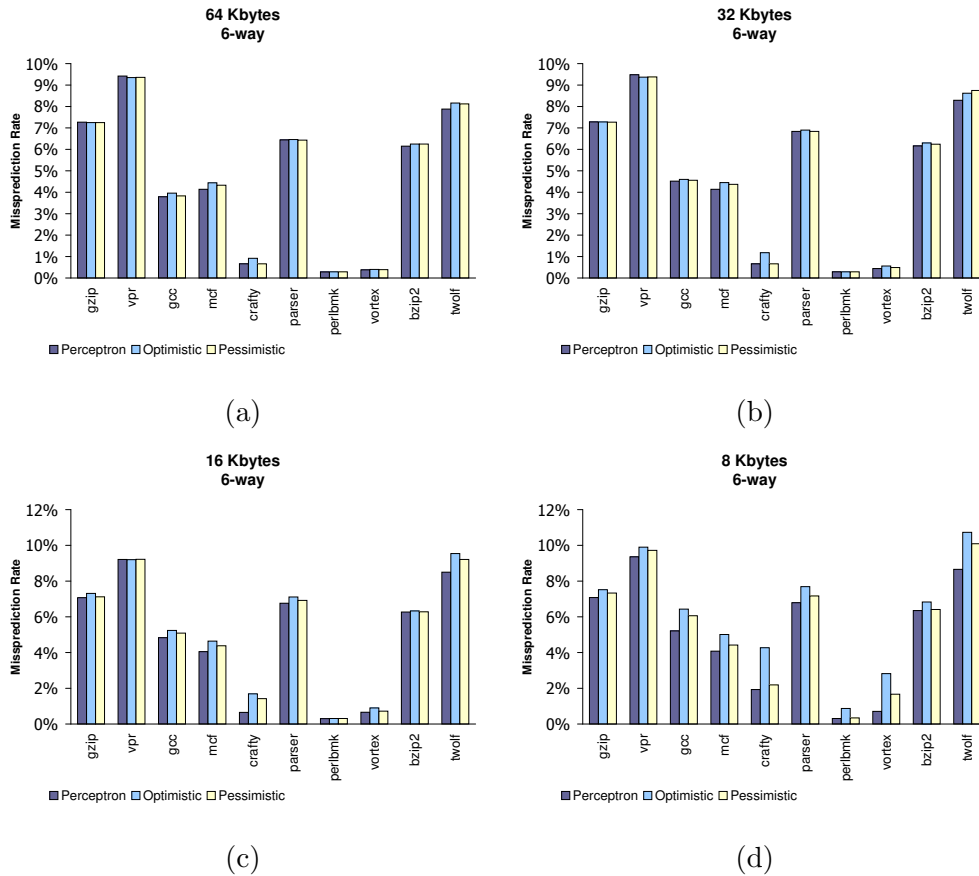 64 Kbytes
6-way
Missprediction Rate
10%
9%
8%
7%
6%
5%
4%
3%
2%
1%
0%
gzip
vpr
gcc
mcf
crafty
parser
perlbmk
vortex
bzip2
twolf
Perceptron Optimistic Pessimistic
(a)
32 Kbytes
6-way
Missprediction Rate
10%
9%
8%
7%
6%
5%
4%
3%
2%
1%
0%
gzip
vpr
gcc
mcf
crafty
parser
perlbmk
vortex
bzip2
twolf
Perceptron Optimistic Pessimistic
(b)
16 Kbytes
6-way
Missprediction Rate
12%
10%
8%
6%
4%
2%
0%
gzip
vpr
gcc
mcf
crafty
parser
perlbmk
vortex
bzip2
twolf
Perceptron Optimistic Pessimistic
(c)
8 Kbytes
6-way
Missprediction Rate
12%
10%
8%
6%
4%
2%
0%
gzip
vpr
gcc
mcf
crafty
parser
perlbmk
vortex
bzip2
twolf
Perceptron Optimistic Pessimistic
(d)